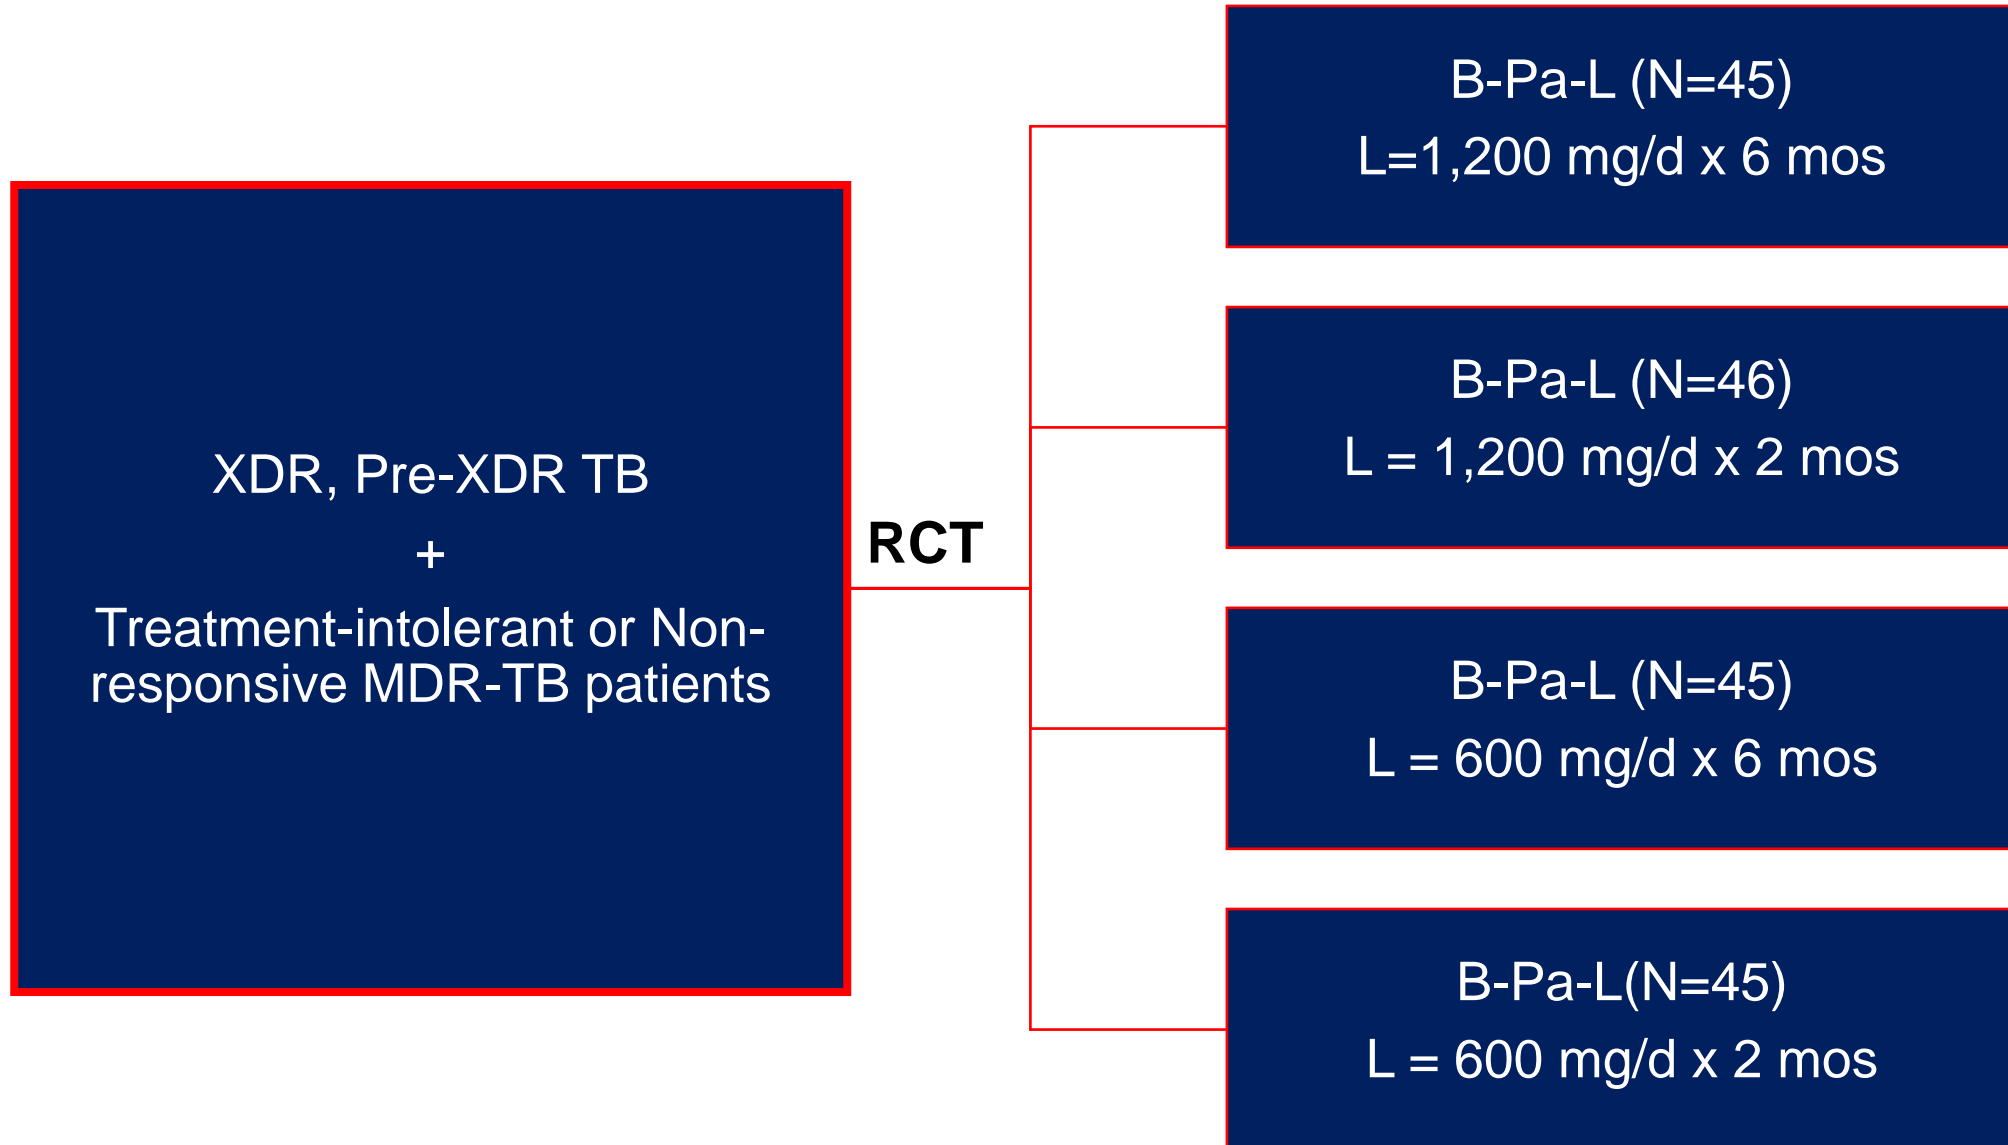 XDR, Pre-XDR TB
+
Treatment-intolerant or Non-
responsive MDR-TB patients
RCT
B-Pa-L (N=45)
L=1,200 mg/d x 6 mos
B-Pa-L (N=46)
L = 1,200 mg/d x 2 mos
B-Pa-L (N=45)
L = 600 mg/d x 6 mos
B-Pa-L(N=45)
L = 600 mg/d x 2 mos